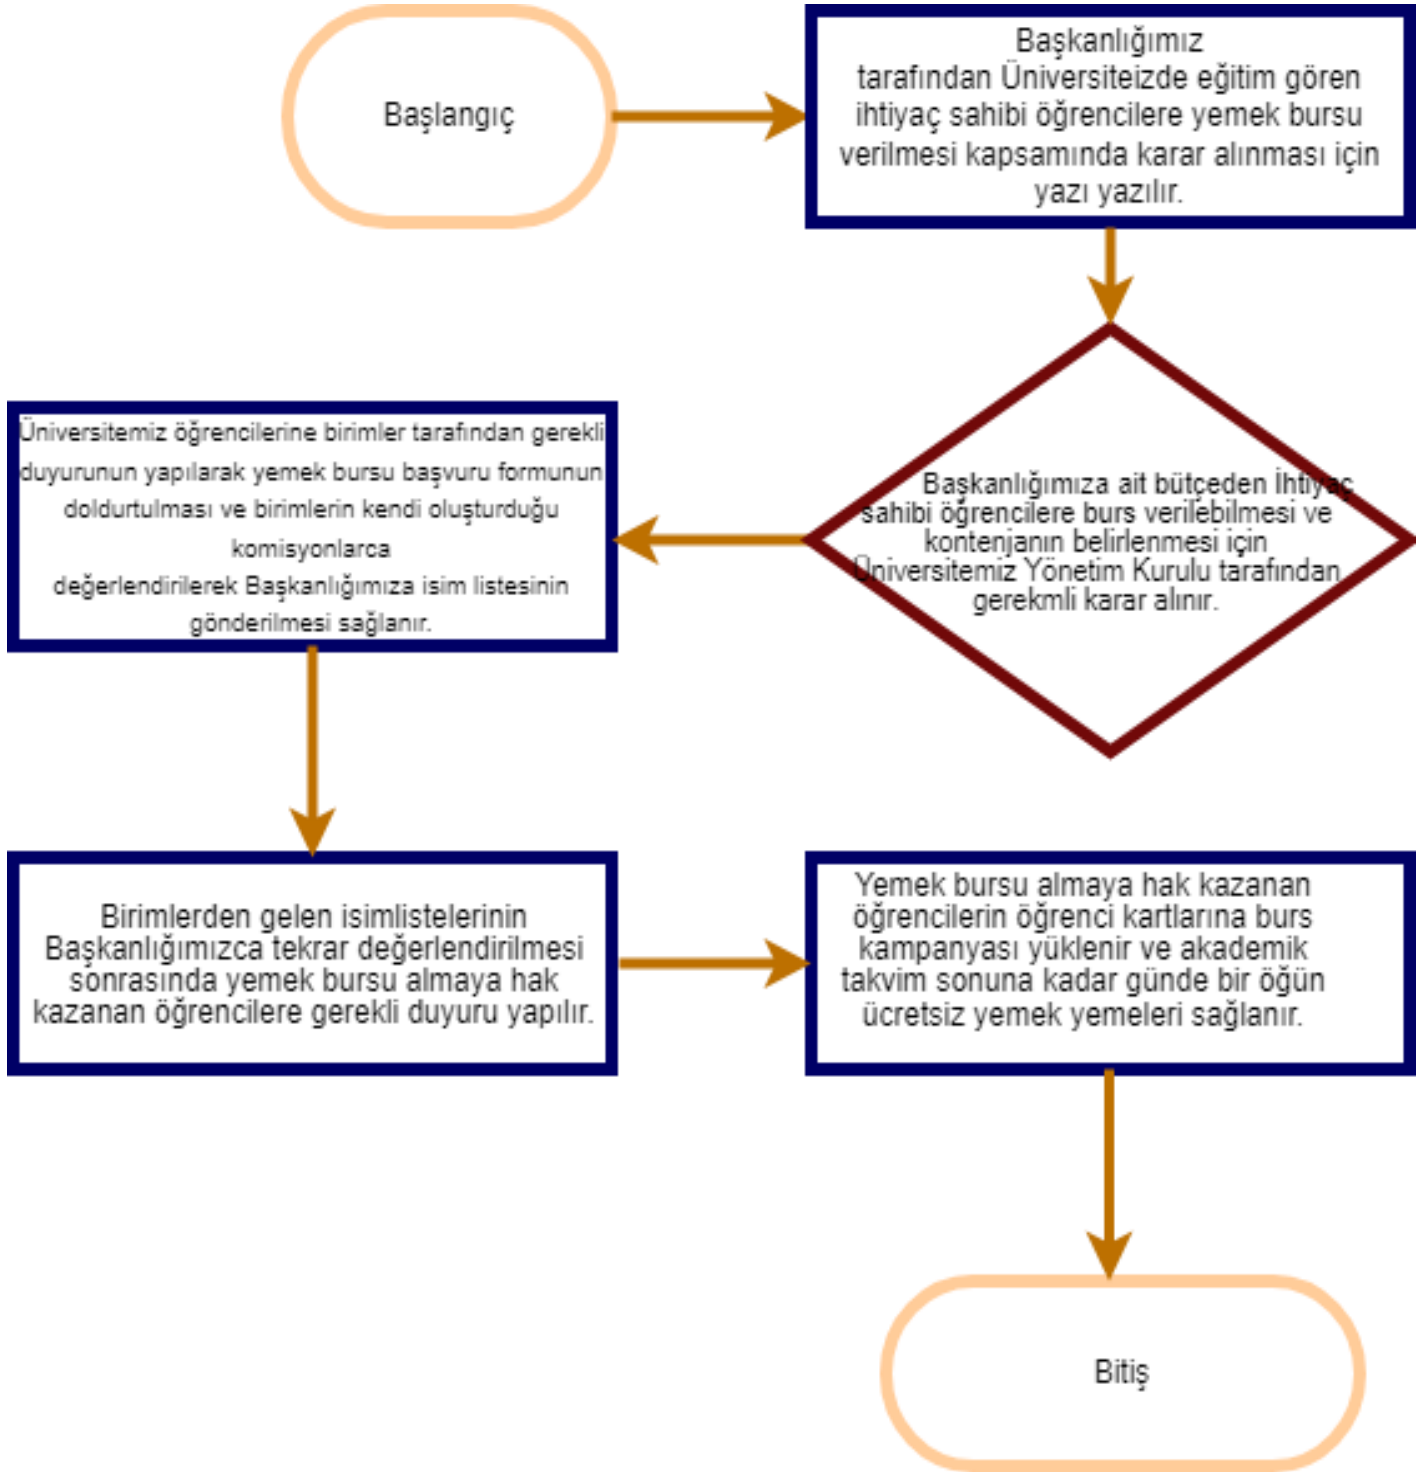 Başlangıç
Başkanlığımız
tarafından Üniversiteizde eğitim gören
ihtiyaç sahibi öğrencilere yemek bursu
verilmesi kapsamında karar alınması için
yazı yazılır.
Başkanlığımıza ait bütçeden İhtiyaç
sahibi öğrencilere burs verilebilmesi ve
kontenjanın belirlenmesi için
Üniversitemiz Yönetim Kurulu tarafından
gerekmli karar alınır.
Üniversitemiz öğrencilerine birimler tarafından gerekli
duyurunun yapılarak yemek bursu başvuru formunun
doldurtulması ve birimlerin kendi oluşturduğu
komisyonlarca
değerlendirilerek Başkanlığımıza isim listesinin
gönderilmesi sağlanır.
Birimlerden gelen isimlistelerinin
Başkanlığımızca tekrar değerlendirilmesi
sonrasında yemek bursu almaya hak
kazanan öğrencilere gerekli duyuru yapılır.
Yemek bursu almaya hak kazanan
öğrencilerin öğrenci kartlarına burs
kampanyası yüklenir ve akademik
takvim sonuna kadar günde bir öğün
ücretsiz yemek yemeleri sağlanır.
Bitiş